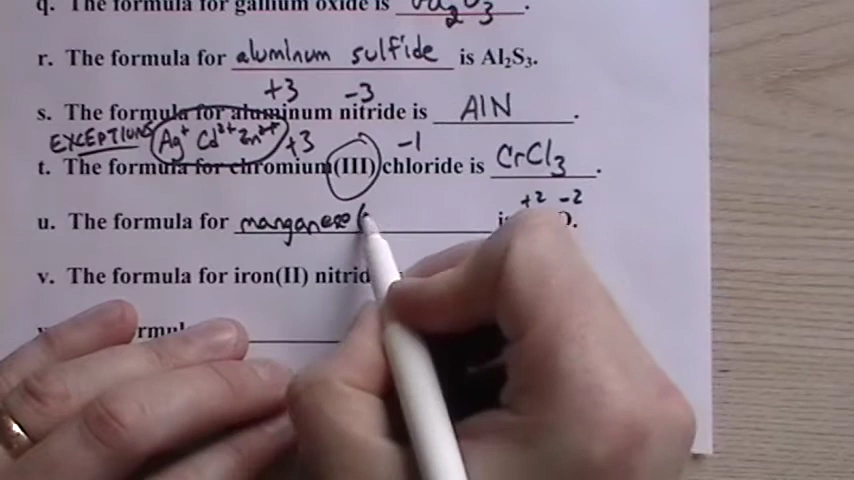 q. The formula for gallium oxide is Ga2O3.
r. The formula for aluminum sulfide is Al₂S₃.
+3 -3
s. The formula for aluminum nitride is AlN.
EXCEPTIONS Ag⁺ Cd²⁺ Zn²⁺ +3 -1
t. The formula for chromium(III) chloride is CrCl₃.
+2 -2
u. The formula for manganese ( O.
v. The formula for iron(II)